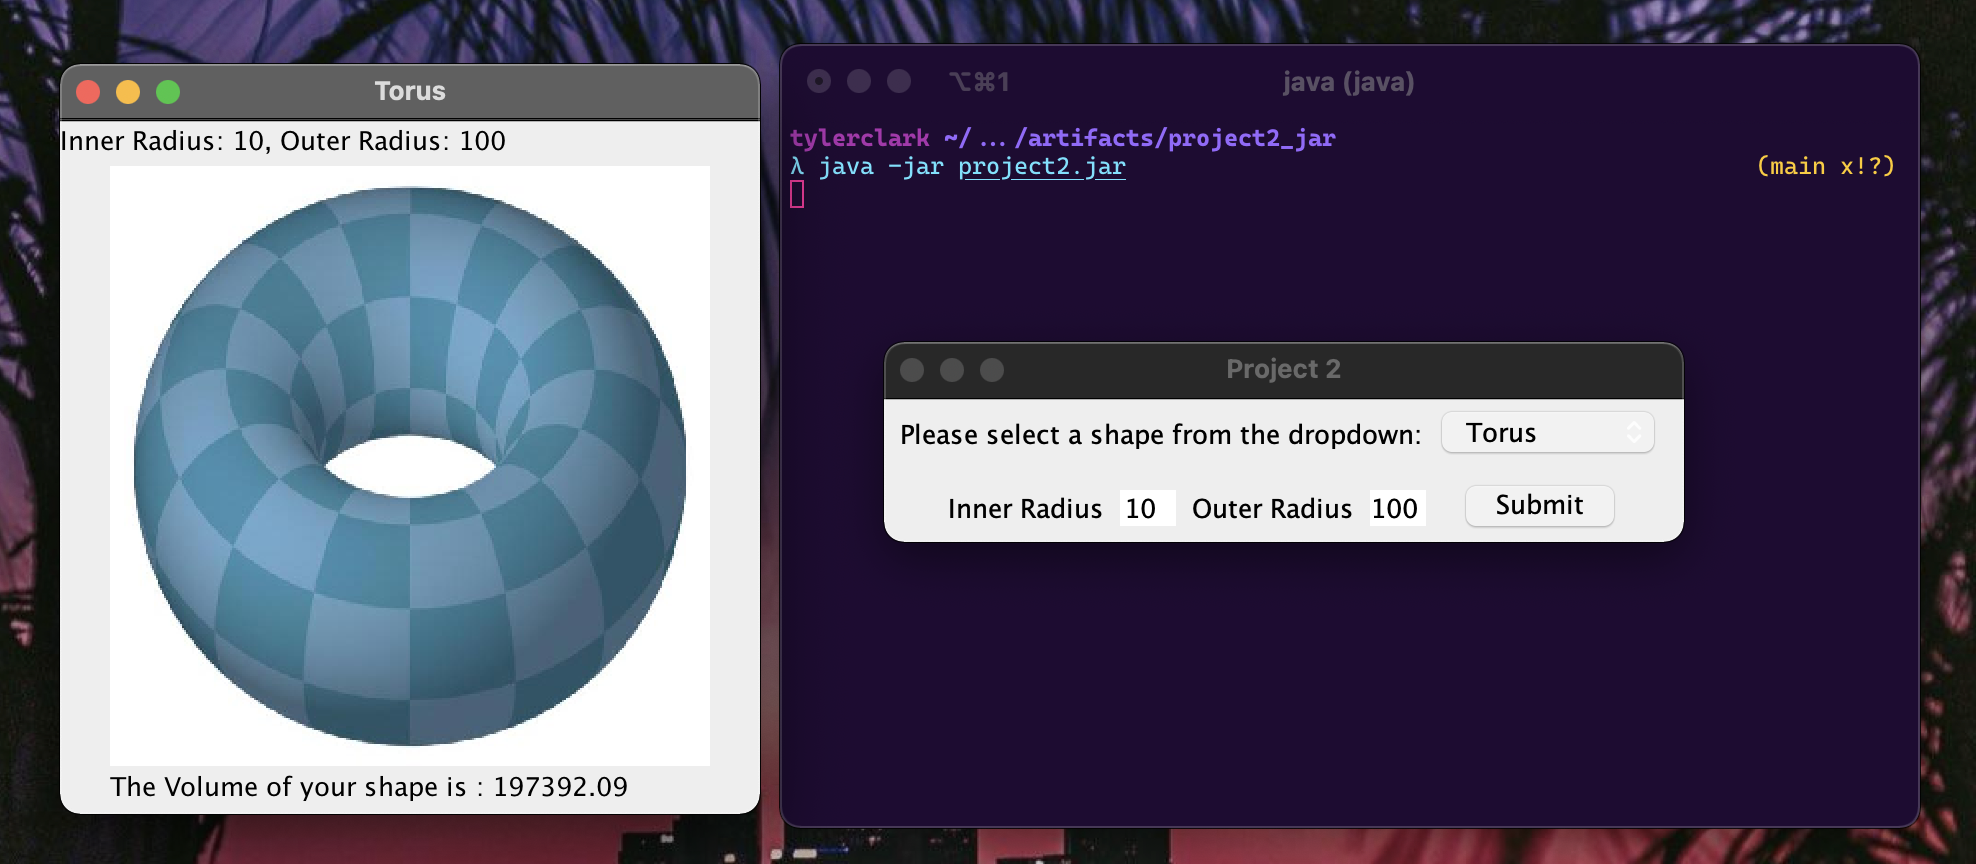 Torus
Inner Radius: 10, Outer Radius: 100
The Volume of your shape is : 197392.09
⌥⌘1 java (java)
tylerclark ~/ … /artifacts/project2_jar
λ java -jar project2.jar (main x!?)
Project 2
Please select a shape from the dropdown: Torus
Inner Radius 10 Outer Radius 100 Submit